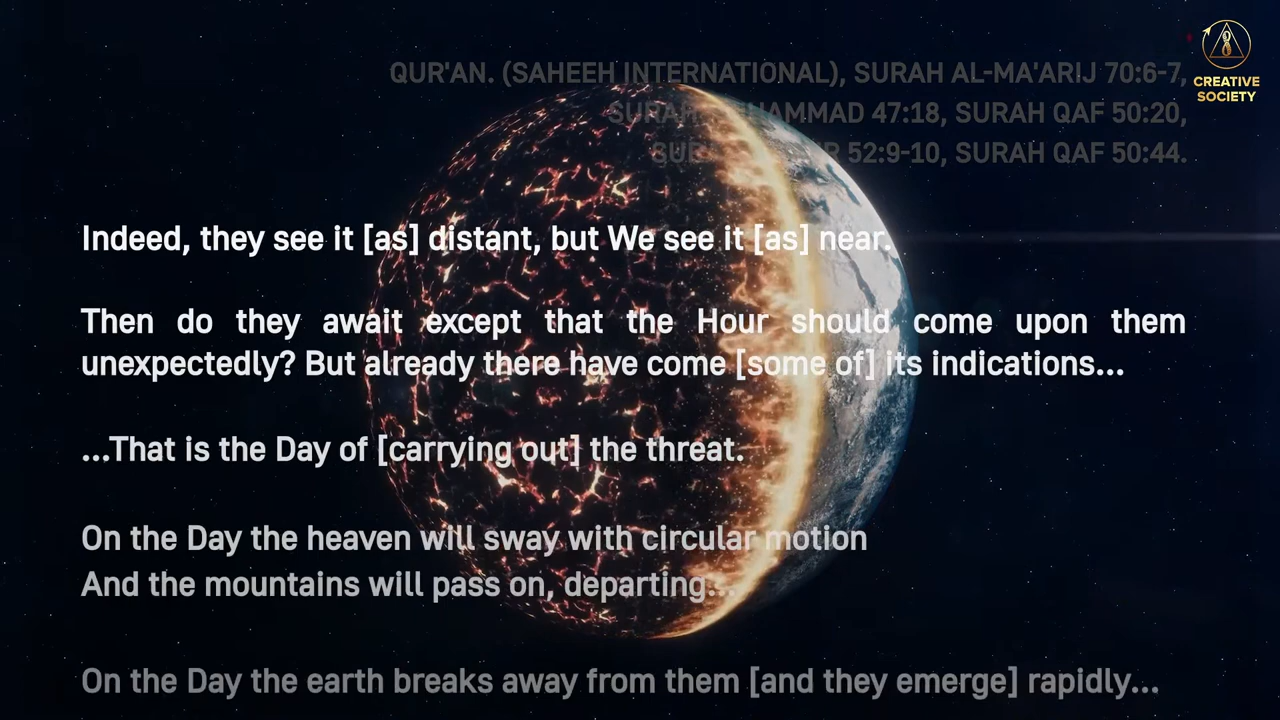 QUR'AN. (SAHEEH INTERNATIONAL), SURAH AL-MA'ARIJ 70:6-7,
SURAH MUHAMMAD 47:18, SURAH QAF 50:20,
52:9-10, SURAH QAF 50:44.
CREATIVE
SOCIETY
Indeed, they see it [as] distant, but We see it [as] near.
Then do they await except that the Hour should come upon them
unexpectedly? But already there have come [some of] its indications...
...That is the Day of [carrying out] the threat.
On the Day the heaven will sway with circular motion
And the mountains will pass on, departing...
On the Day the earth breaks away from them [and they emerge] rapidly...